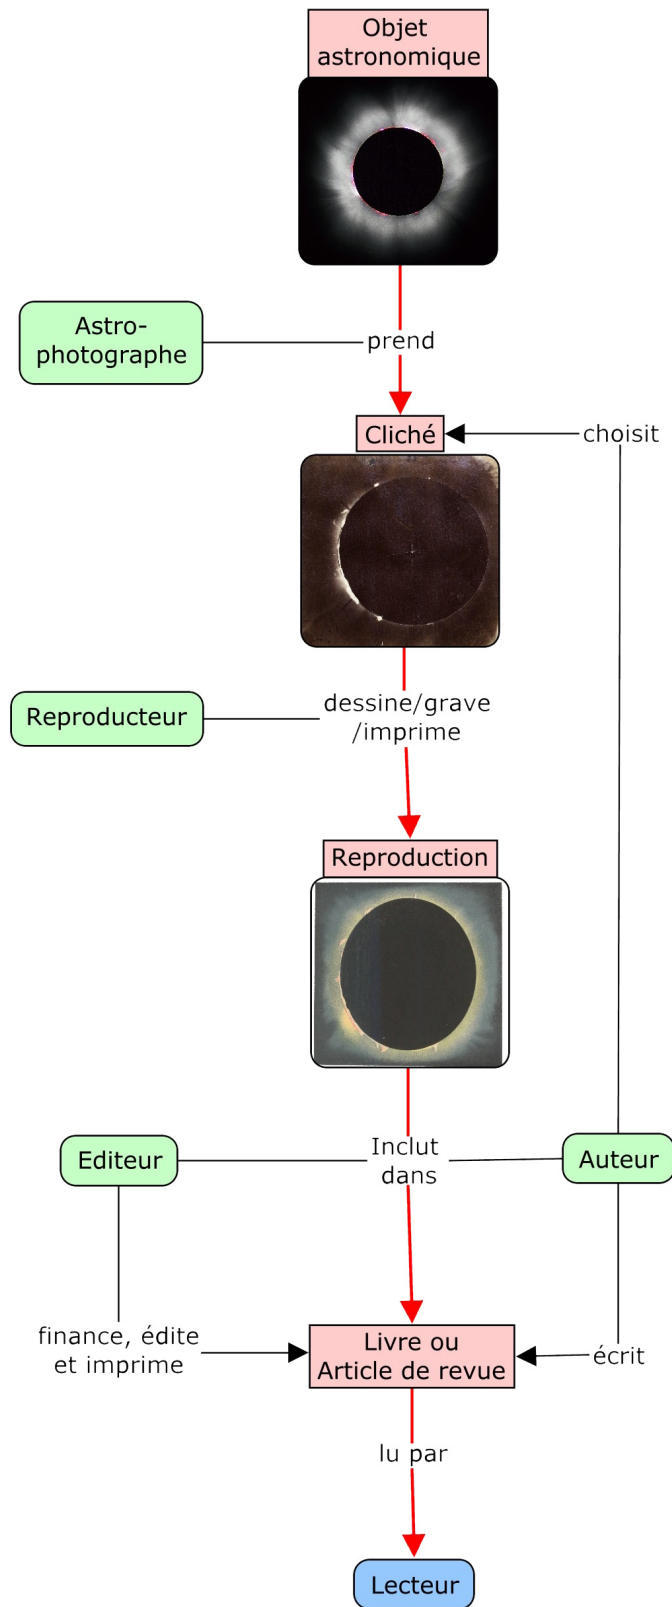 Objet
astronomique
Astro-
photographe
prend
Cliché
choisit
Reproducteur
dessine/grave
/imprime
Reproduction
Editeur
Inclut
dans
Auteur
finance, édite
et imprime
Livre ou
Article de revue
écrit
lu par
Lecteur